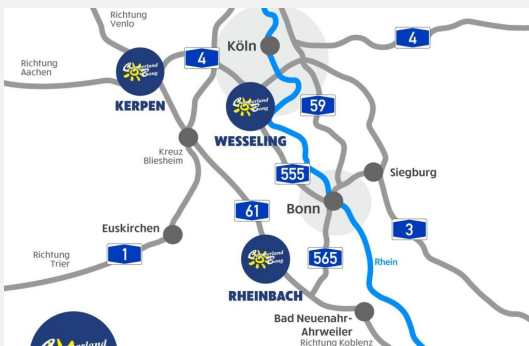 Richtung
Venlo
Köln
4
4
Richtung
Aachen
KERPEN
59
WESSELING
Kreuz
Bliesheim
555
Siegburg
61
Bonn
Euskirchen
3
1
Richtung
Trier
565
Rhein
RHEINBACH
Bad Neuenahr-
Ahrweiler
Richtung Koblenz